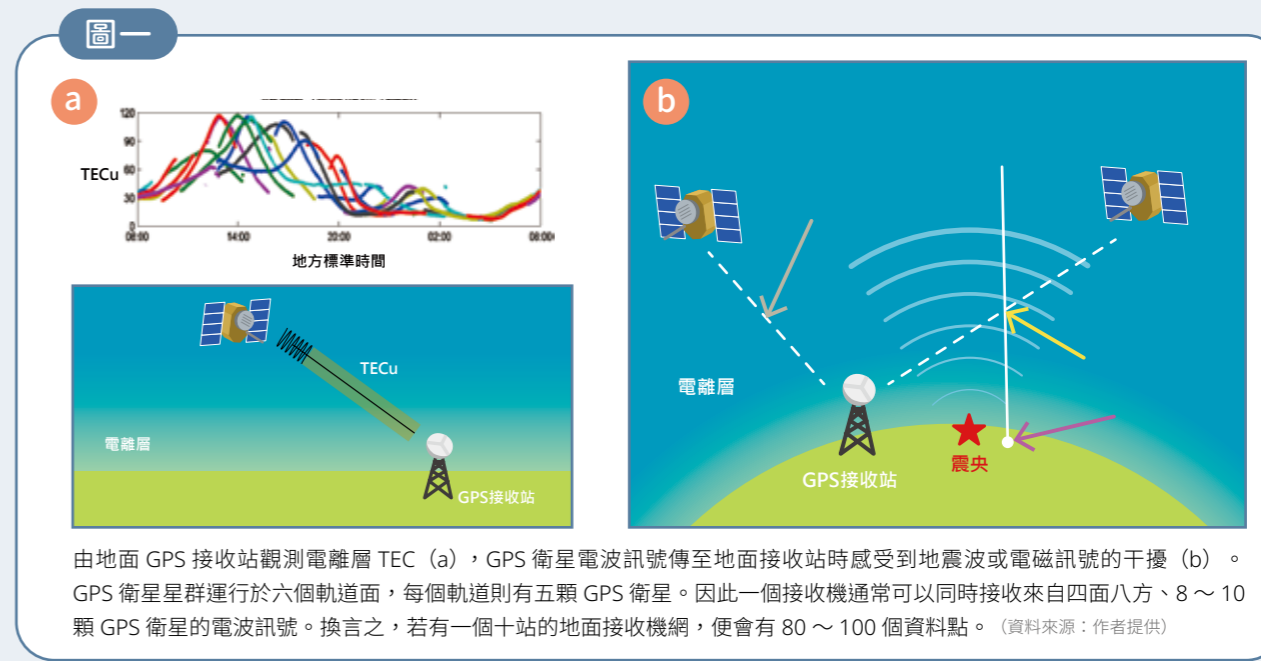 圖一
a
120
90
TECu
60
30
0
08:00 14:00 20:00 02:00 08:00
地方標準時間
TECu
電離層
GPS接收站
b
電離層
GPS接收站
震央
由地面 GPS 接收站觀測電離層 TEC（a），GPS 衛星電波訊號傳至地面接收站時感受到地震波或電磁訊號的干擾（b）。
GPS 衛星星群運行於六個軌道面，每個軌道則有五顆 GPS 衛星。因此一個接收機通常可以同時接收來自四面八方、8 ～ 10
顆 GPS 衛星的電波訊號。換言之，若有一個十站的地面接收機網，便會有 80 ～ 100 個資料點。（資料來源：作者提供）